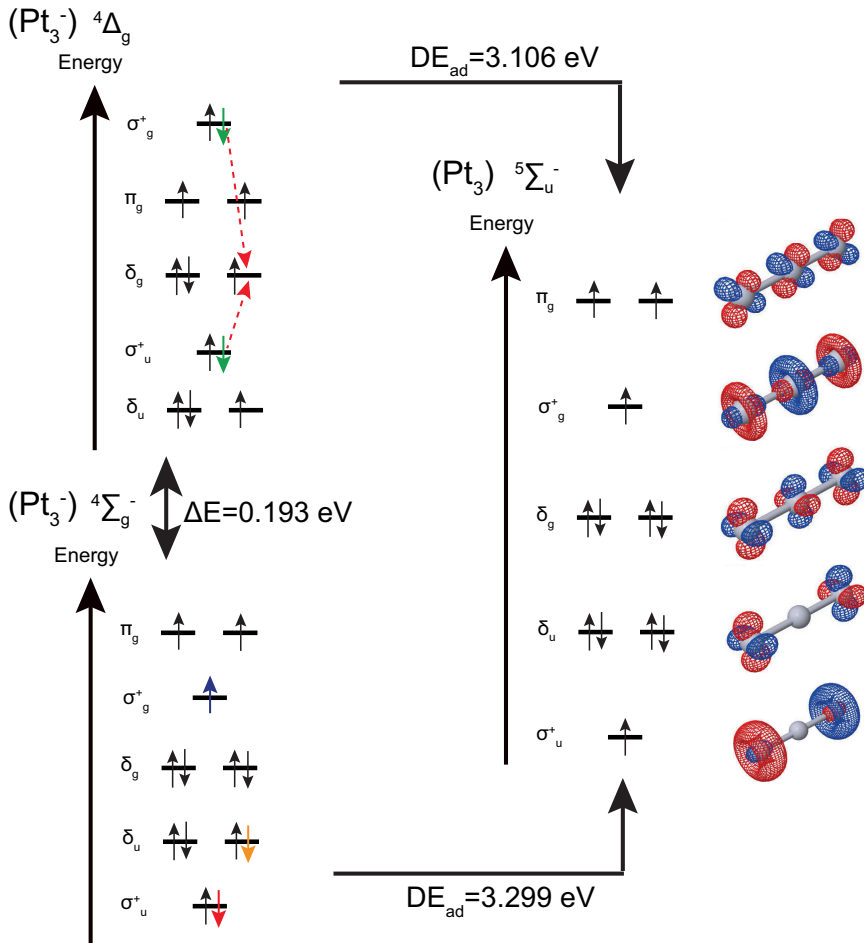 (Pt₃⁻) ⁴Δg
Energy
σ⁺g
πg
δg
σ⁺u
δu
DEad=3.106 eV
(Pt₃⁻) ⁴Σg⁻
ΔE=0.193 eV
Energy
πg
σ⁺g
δg
δu
σ⁺u
DEad=3.299 eV
(Pt₃) ⁵Σu⁻
Energy
πg
σ⁺g
δg
δu
σ⁺u